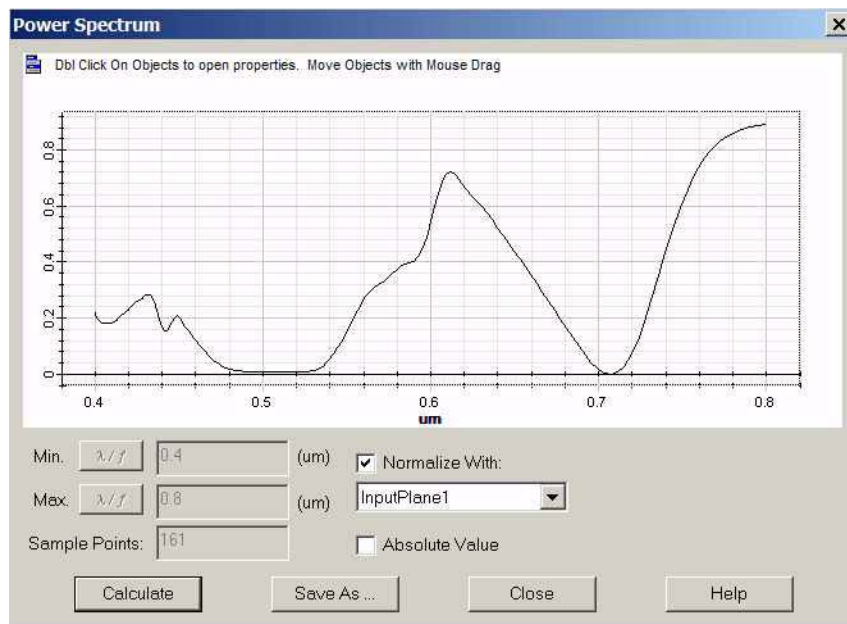 Power Spectrum
Dbl Click On Objects to open properties. Move Objects with Mouse Drag
0.8
0.6
0.4
0.2
0
0.4 0.5 0.6 0.7 0.8
um
Min. λ/f 0.4 (um) Normalize With:
Max. λ/f 0.8 (um) InputPlane1
Sample Points: 161 Absolute Value
Calculate Save As ... Close Help